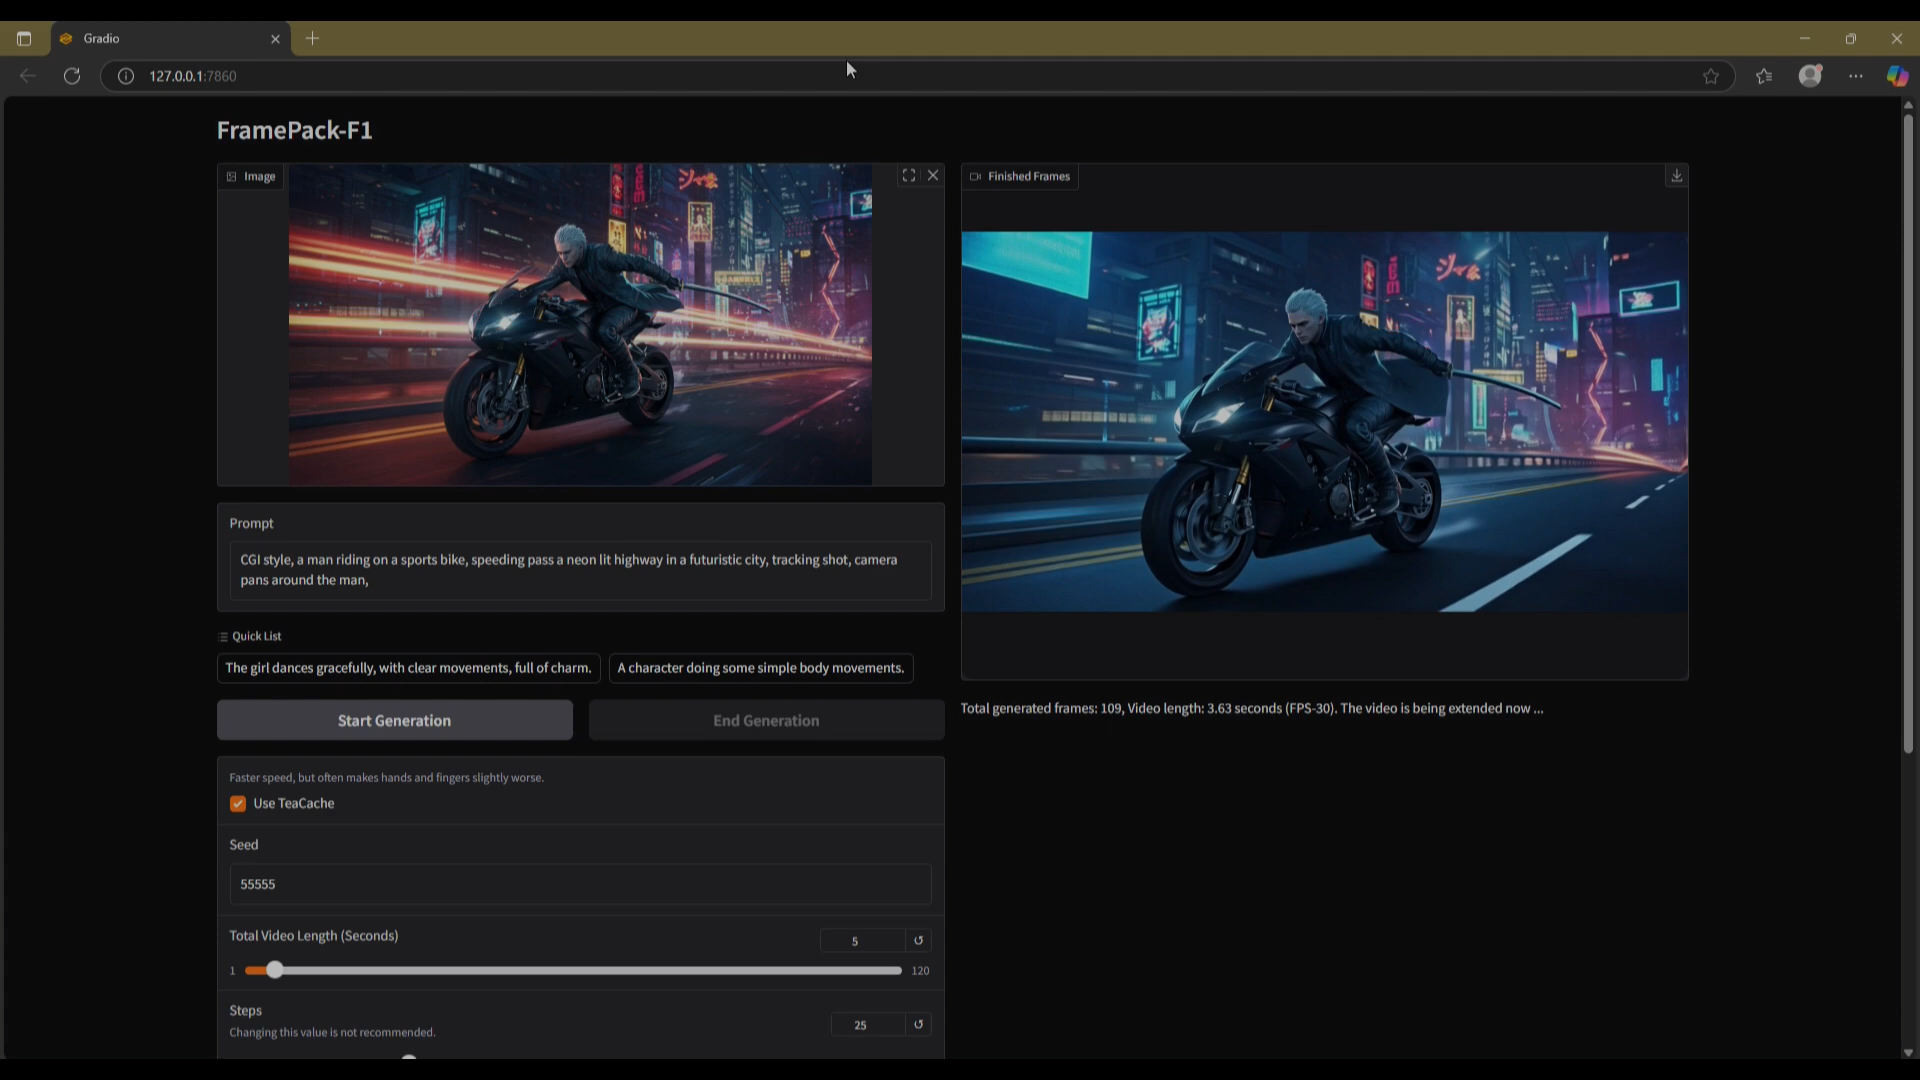 Gradio
127.0.0.1:7860
FramePack-F1
Image
Finished Frames
Prompt
CGI style, a man riding on a sports bike, speeding pass a neon lit highway in a futuristic city, tracking shot, camera
pans around the man,
Quick List
The girl dances gracefully, with clear movements, full of charm.
A character doing some simple body movements.
Start Generation
End Generation
Total generated frames: 109, Video length: 3.63 seconds (FPS-30). The video is being extended now ...
Faster speed, but often makes hands and fingers slightly worse.
Use TeaCache
Seed
55555
Total Video Length (Seconds)
5
1
120
Steps
Changing this value is not recommended.
25